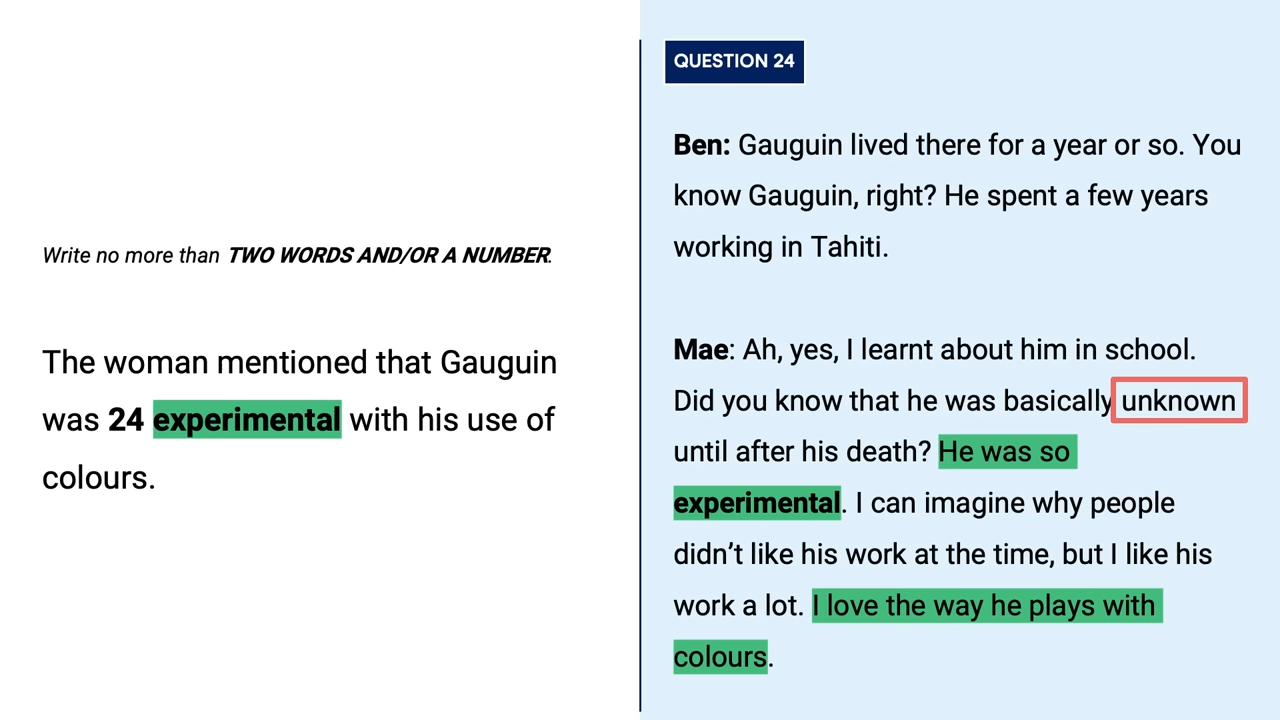 Write no more than TWO WORDS AND/OR A NUMBER.
The woman mentioned that Gauguin
was 24 experimental with his use of
colours.
QUESTION 24
Ben: Gauguin lived there for a year or so. You
know Gauguin, right? He spent a few years
working in Tahiti.
Mae: Ah, yes, I learnt about him in school.
Did you know that he was basically unknown
until after his death? He was so
experimental. I can imagine why people
didn’t like his work at the time, but I like his
work a lot. I love the way he plays with
colours.